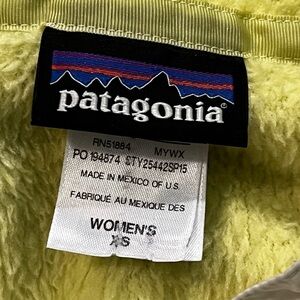 patagonia
RN51884 MYWX
PO 194874 STY25442SP15
MADE IN MEXICO OF U.S.
FABRIQUÉ AU MEXIQUE DES
WOMEN'S
XS